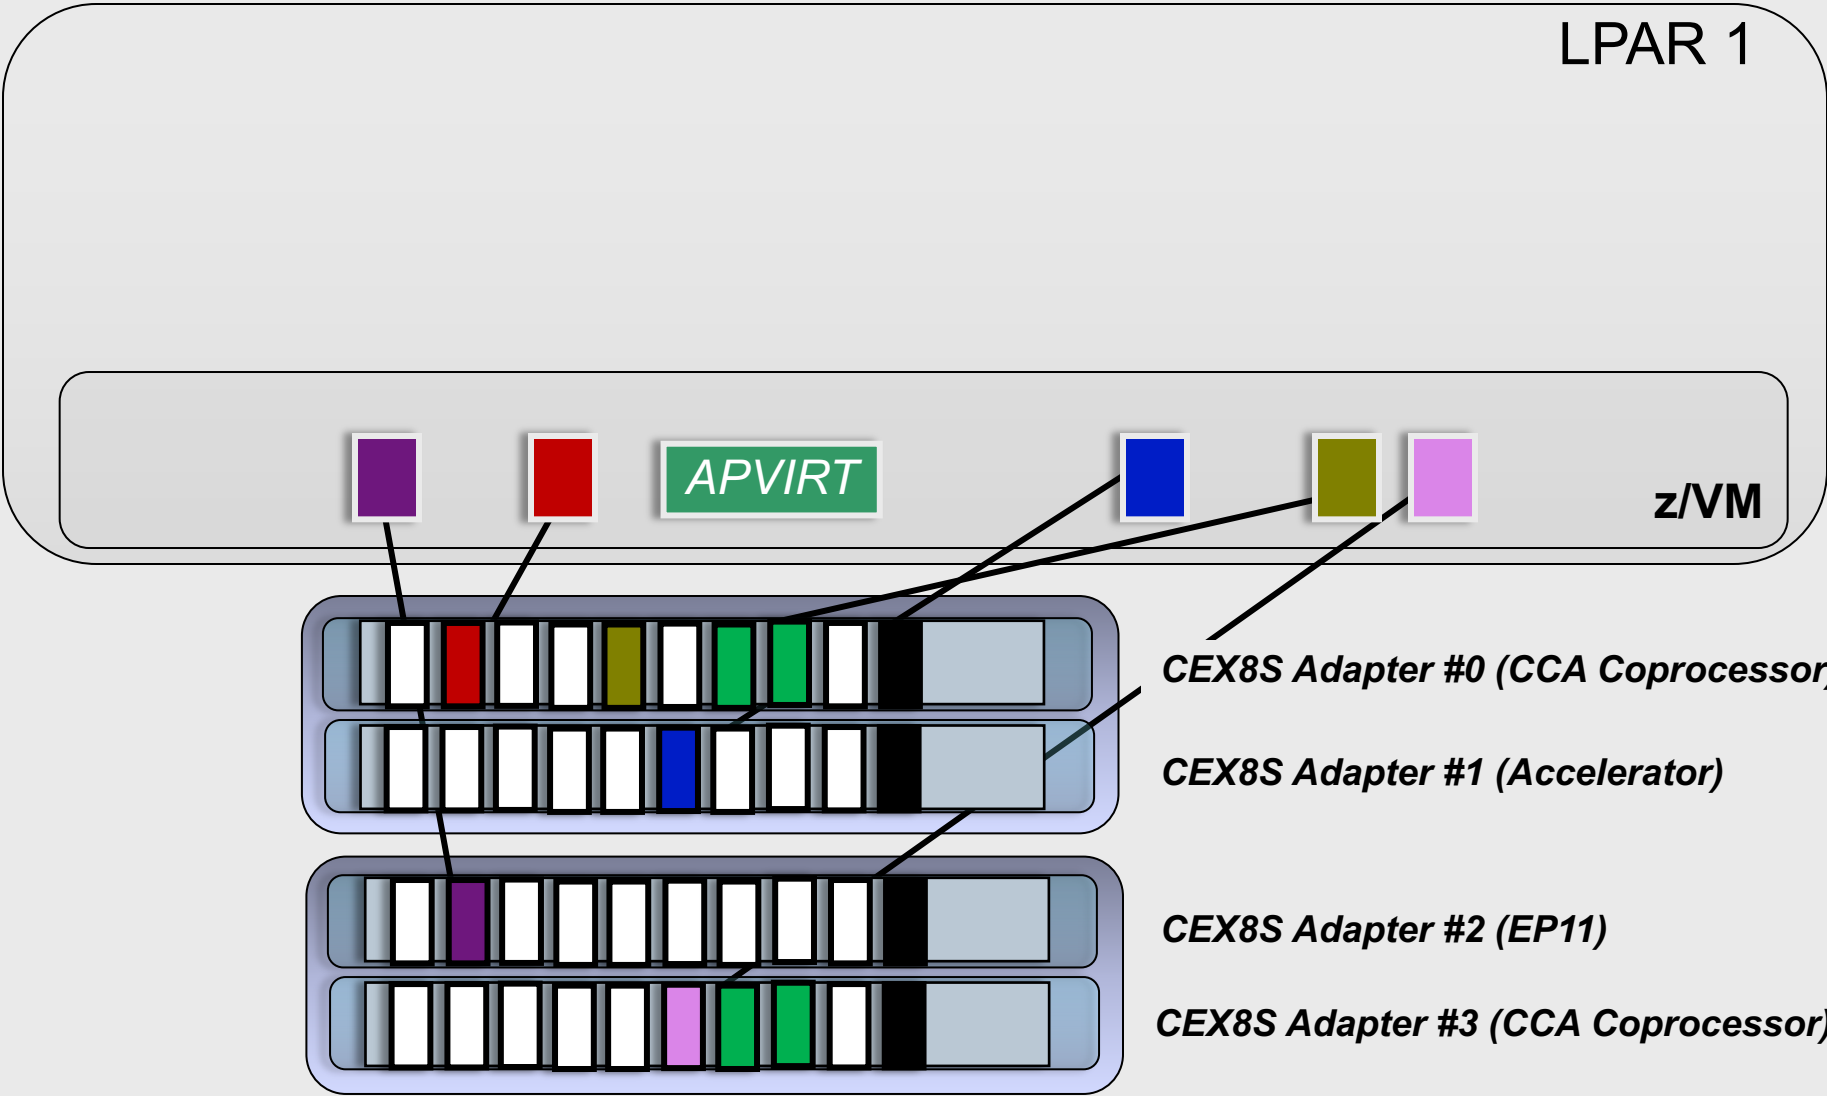 LPAR 1
APVIRT
z/VM
CEX8S Adapter #0 (CCA Coprocessor)
CEX8S Adapter #1 (Accelerator)
CEX8S Adapter #2 (EP11)
CEX8S Adapter #3 (CCA Coprocessor)